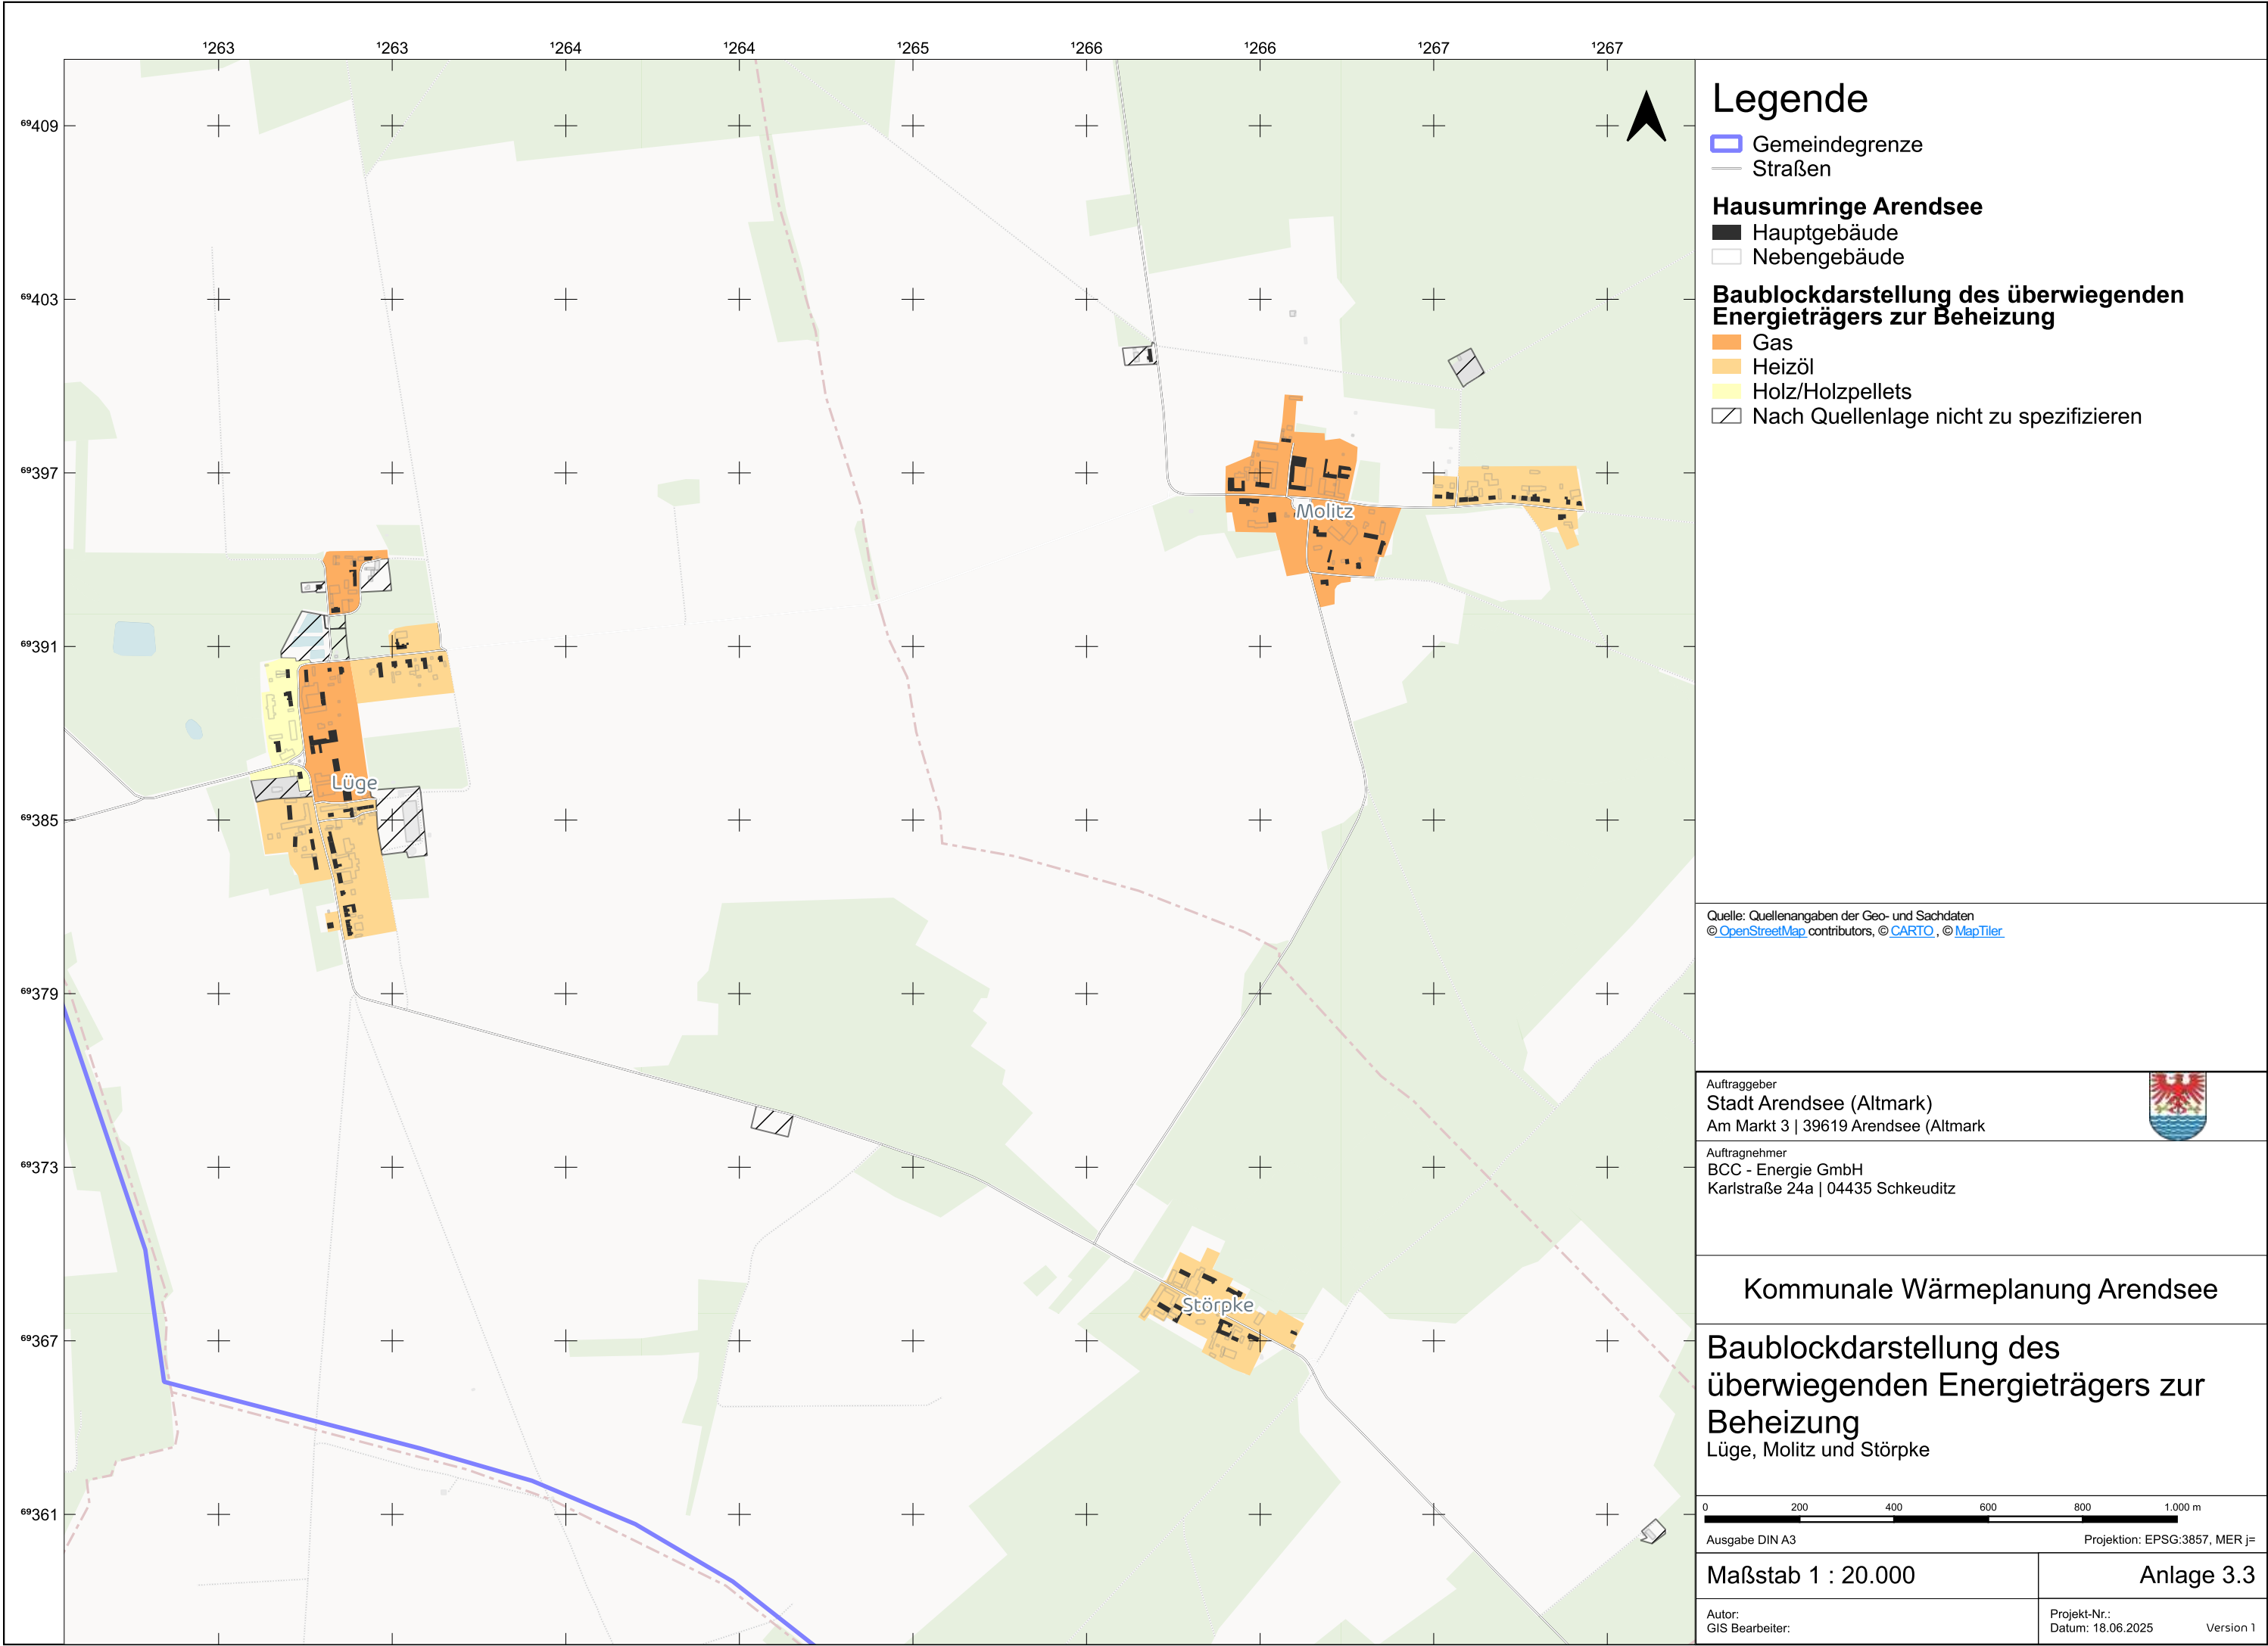 ¹263 ¹263 ¹264 ¹264 ¹265 ¹266 ¹266 ¹267 ¹267
⁶⁹409
⁶⁹403
⁶⁹397
⁶⁹391
⁶⁹385
⁶⁹379
⁶⁹373
⁶⁹367
⁶⁹361
Molitz
Lüge
Störpke
Legende
Gemeindegrenze
Straßen
Hausumringe Arendsee
Hauptgebäude
Nebengebäude
Baublockdarstellung des überwiegenden
Energieträgers zur Beheizung
Gas
Heizöl
Holz/Holzpellets
Nach Quellenlage nicht zu spezifizieren
Quelle: Quellenangaben der Geo- und Sachdaten
© OpenStreetMap contributors, © CARTO , © MapTiler
Auftraggeber
Stadt Arendsee (Altmark)
Am Markt 3 | 39619 Arendsee (Altmark
Auftragnehmer
BCC - Energie GmbH
Karlstraße 24a | 04435 Schkeuditz
Kommunale Wärmeplanung Arendsee
Baublockdarstellung des
überwiegenden Energieträgers zur
Beheizung
Lüge, Molitz und Störpke
0 200 400 600 800 1.000 m
Ausgabe DIN A3 Projektion: EPSG:3857, MER j=
Maßstab 1 : 20.000 Anlage 3.3
Autor: Projekt-Nr.:
GIS Bearbeiter: Datum: 18.06.2025 Version 1